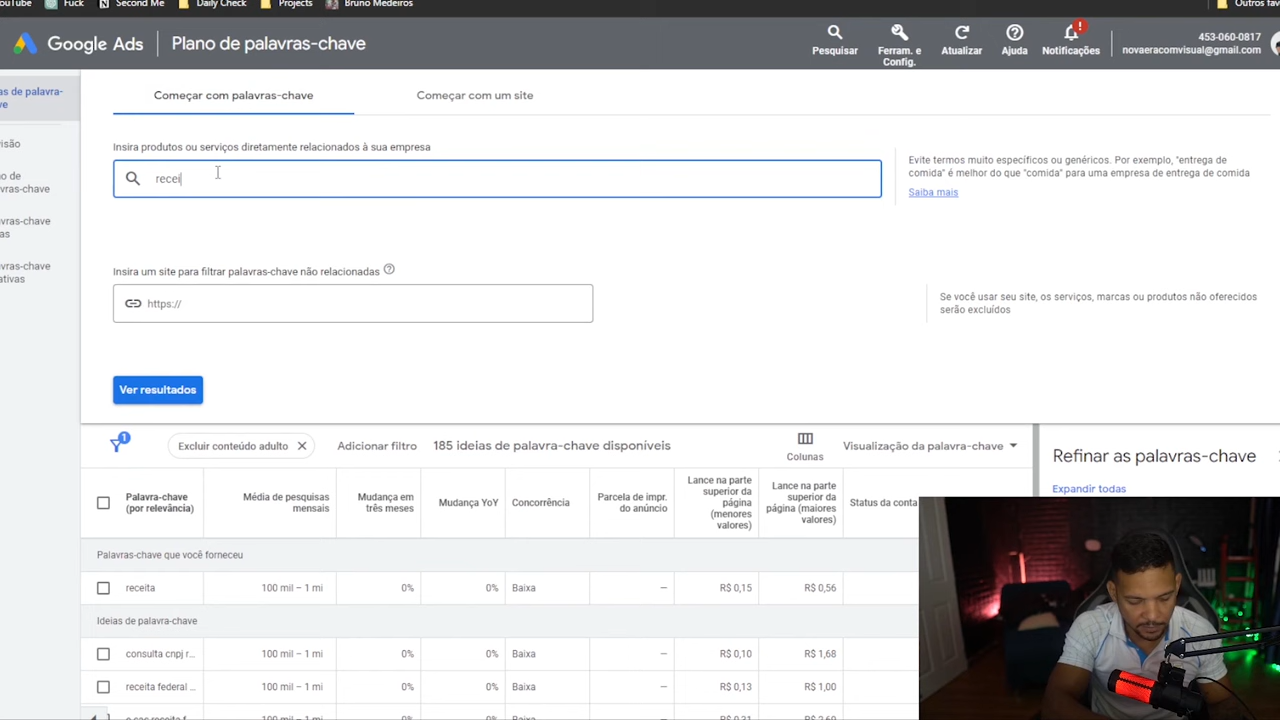 YouTube
Fuck
Second Me
Daily Check
Projects
Bruno Medeiros
Outros fav
Google Ads
Plano de palavras-chave
Pesquisar
Ferram. e
Config.
Atualizar
Ajuda
Notificações
453-060-0817
novaeracomvisual@gmail.com
as de palavra-
ve
isão
o de
avras-chave
vras-chave
as
avras-chave
ativas
Começar com palavras-chave
Começar com um site
Insira produtos ou serviços diretamente relacionados à sua empresa
recei
Evite termos muito específicos ou genéricos. Por exemplo, "entrega de
comida" é melhor do que "comida" para uma empresa de entrega de comida
Saiba mais
Insira um site para filtrar palavras-chave não relacionadas
https://
Se você usar seu site, os serviços, marcas ou produtos não oferecidos
serão excluídos
Ver resultados
1
Excluir conteúdo adulto
Adicionar filtro
185 ideias de palavra-chave disponíveis
Colunas
Visualização da palavra-chave
Refinar as palavras-chave
Expandir todas
Palavra-chave
(por relevância)
Média de pesquisas
mensais
Mudança em
três meses
Mudança YoY
Concorrência
Parcela de impr.
do anúncio
Lance na parte
superior da
página
(menores
valores)
Lance na parte
superior da
página (maiores
valores)
Status da conta
Palavras-chave que você forneceu
receita 100 mil – 1 mi 0% 0% Baixa — R$ 0,15 R$ 0,56
Ideias de palavra-chave
consulta cnpj r... 100 mil – 1 mi 0% 0% Baixa — R$ 0,10 R$ 1,68
receita federal ... 100 mil – 1 mi 0% 0% Baixa — R$ 0,13 R$ 1,00